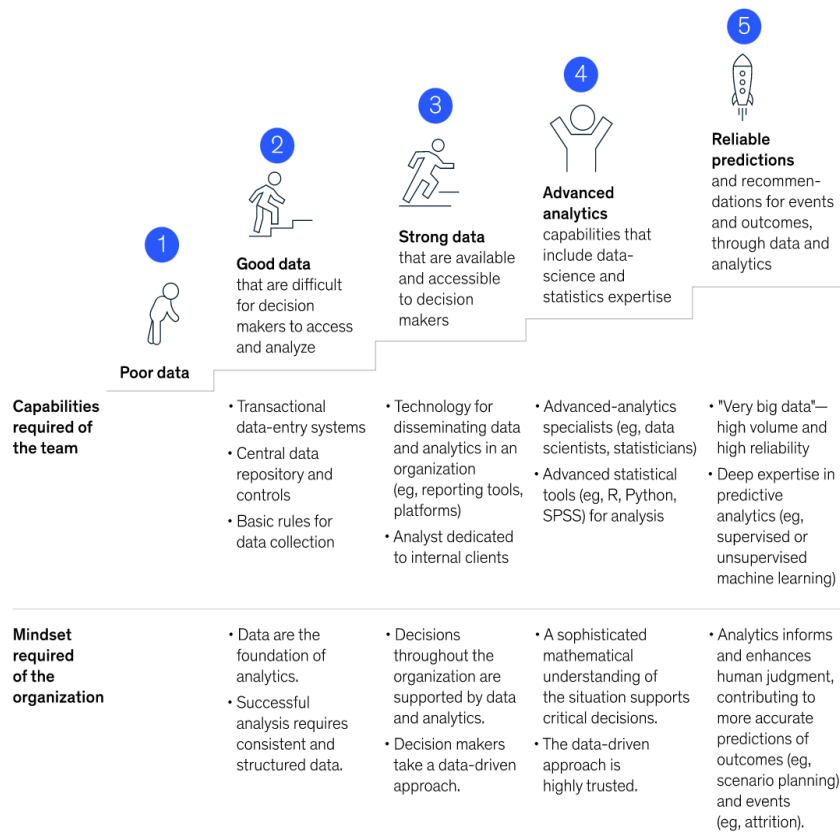 1
Poor data
2
Good data
that are difficult
for decision
makers to access
and analyze
3
Strong data
that are available
and accessible
to decision
makers
4
Advanced
analytics
capabilities that
include data-
science and
statistics expertise
5
Reliable
predictions
and recommen-
dations for events
and outcomes,
through data and
analytics
Capabilities
required of
the team
• Transactional
data-entry systems
• Central data
repository and
controls
• Basic rules for
data collection
• Technology for
disseminating data
and analytics in an
organization
(eg, reporting tools,
platforms)
• Analyst dedicated
to internal clients
• Advanced-analytics
specialists (eg, data
scientists, statisticians)
• Advanced statistical
tools (eg, R, Python,
SPSS) for analysis
• "Very big data"—
high volume and
high reliability
• Deep expertise in
predictive
analytics (eg,
supervised or
unsupervised
machine learning)
Mindset
required
of the
organization
• Data are the
foundation of
analytics.
• Successful
analysis requires
consistent and
structured data.
• Decisions
throughout the
organization are
supported by data
and analytics.
• Decision makers
take a data-driven
approach.
• A sophisticated
mathematical
understanding of
the situation supports
critical decisions.
• The data-driven
approach is
highly trusted.
• Analytics informs
and enhances
human judgment,
contributing to
more accurate
predictions of
outcomes (eg,
scenario planning)
and events
(eg, attrition).